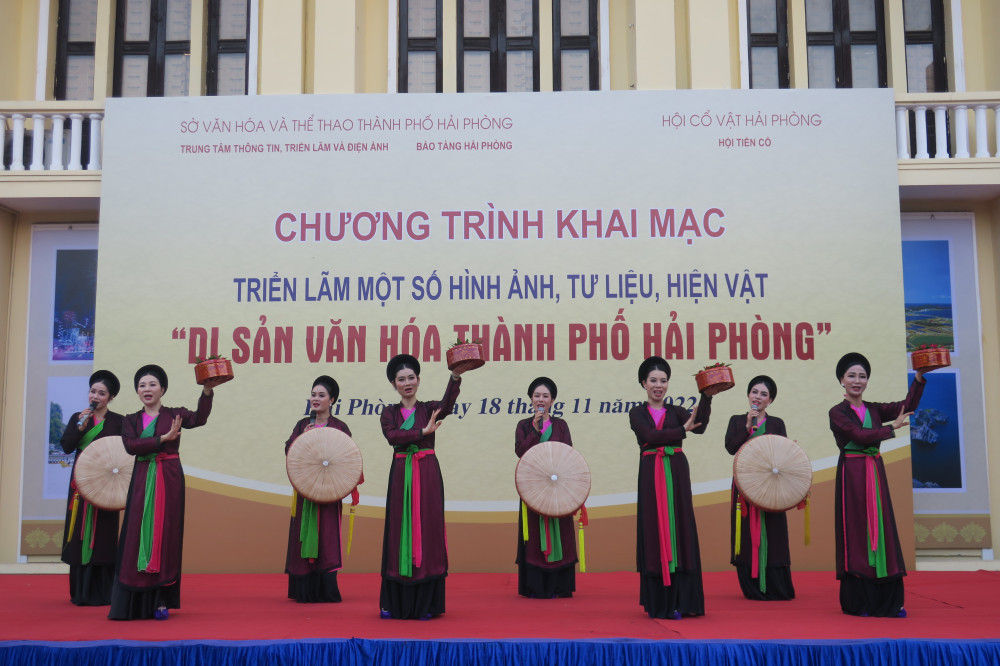 SỞ VĂN HÓA VÀ THỂ THAO THÀNH PHỐ HẢI PHÒNG
TRUNG TÂM THÔNG TIN, TRIỂN LÃM VÀ ĐIỆN ẢNH BẢO TÀNG HẢI PHÒNG
HỘI CỔ VẬT HẢI PHÒNG
HỘI TIỀN CỔ
CHƯƠNG TRÌNH KHAI MẠC
TRIỂN LÃM MỘT SỐ HÌNH ẢNH, TƯ LIỆU, HIỆN VẬT
“DI SẢN VĂN HÓA THÀNH PHỐ HẢI PHÒNG”
Phòng, 18 tháng 11 năm 2022